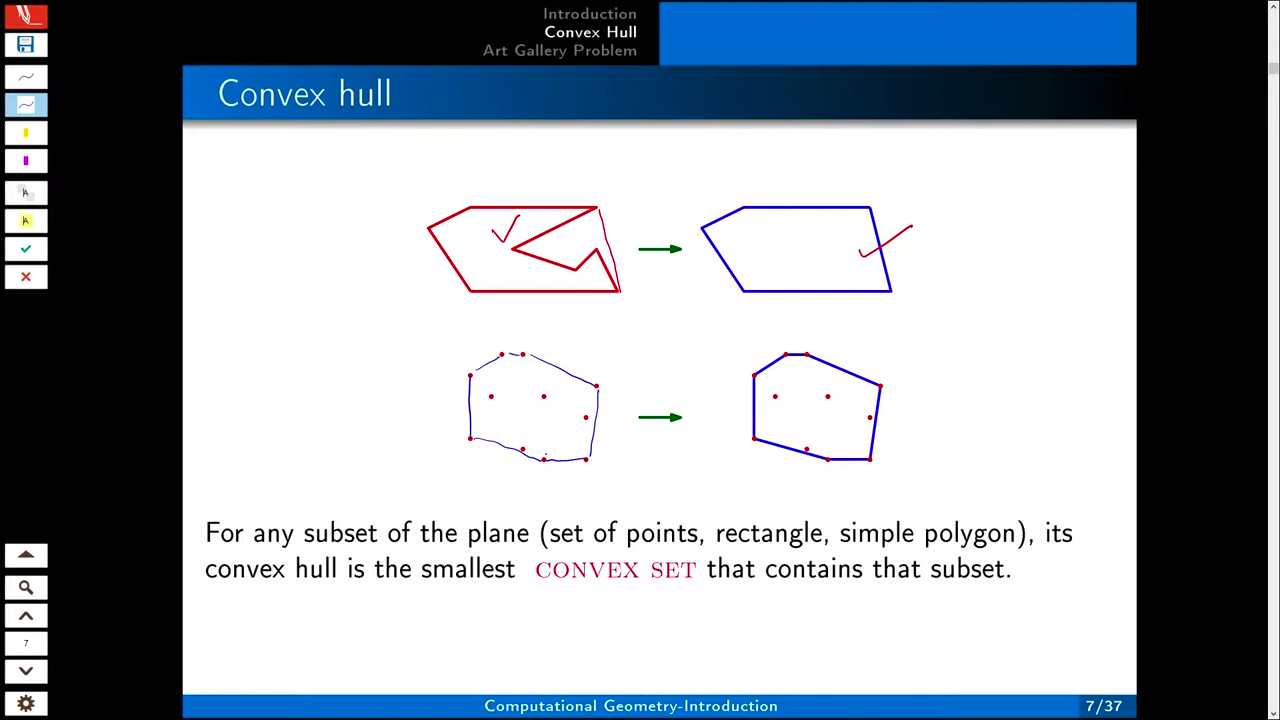 Introduction
Convex Hull
Art Gallery Problem
Convex hull
For any subset of the plane (set of points, rectangle, simple polygon), its
convex hull is the smallest CONVEX SET that contains that subset.
Computational Geometry-Introduction 7/37
A
A
7